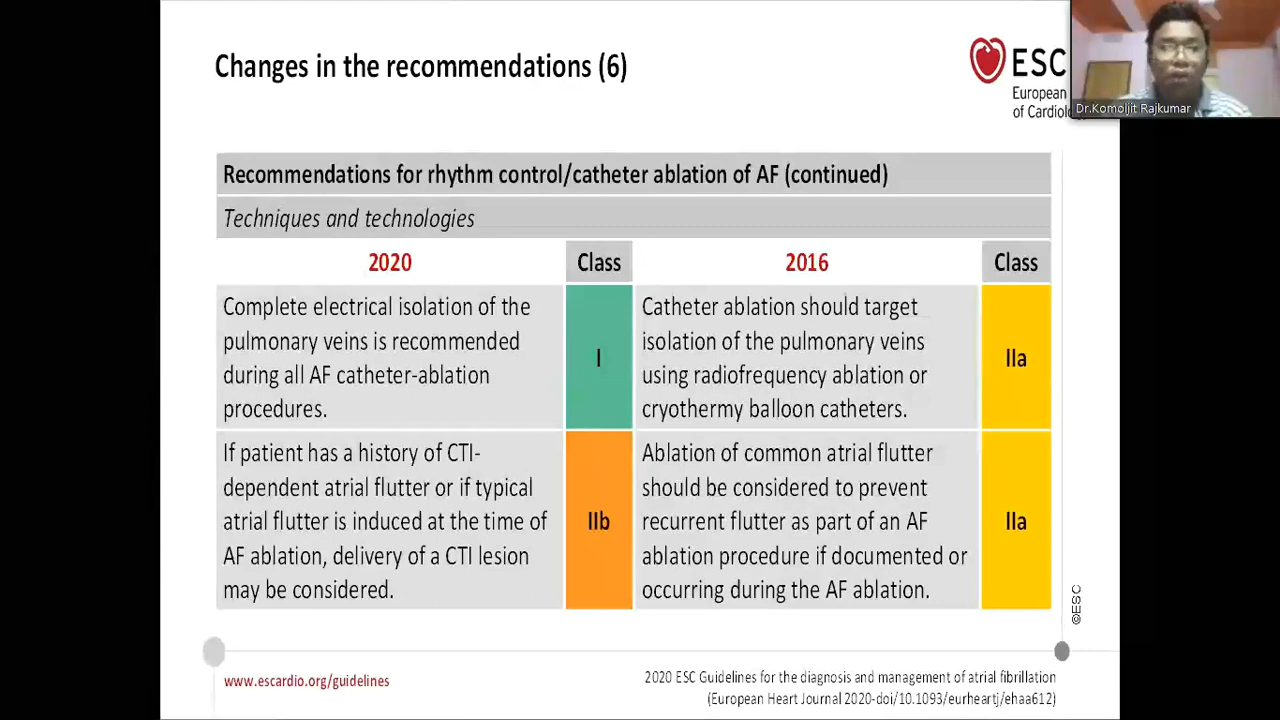 Changes in the recommendations (6)
ESC
European
of Cardiolo
Dr.Komoljit Rajkumar
Recommendations for rhythm control/catheter ablation of AF (continued)
Techniques and technologies
2020
Class
2016
Class
Complete electrical isolation of the
pulmonary veins is recommended
during all AF catheter-ablation
procedures.
I
Catheter ablation should target
isolation of the pulmonary veins
using radiofrequency ablation or
cryothermy balloon catheters.
IIa
If patient has a history of CTI-
dependent atrial flutter or if typical
atrial flutter is induced at the time of
AF ablation, delivery of a CTI lesion
may be considered.
IIb
Ablation of common atrial flutter
should be considered to prevent
recurrent flutter as part of an AF
ablation procedure if documented or
occurring during the AF ablation.
IIa
©ESC
www.escardio.org/guidelines
2020 ESC Guidelines for the diagnosis and management of atrial fibrillation
(European Heart Journal 2020-doi/10.1093/eurheartj/ehaa612)